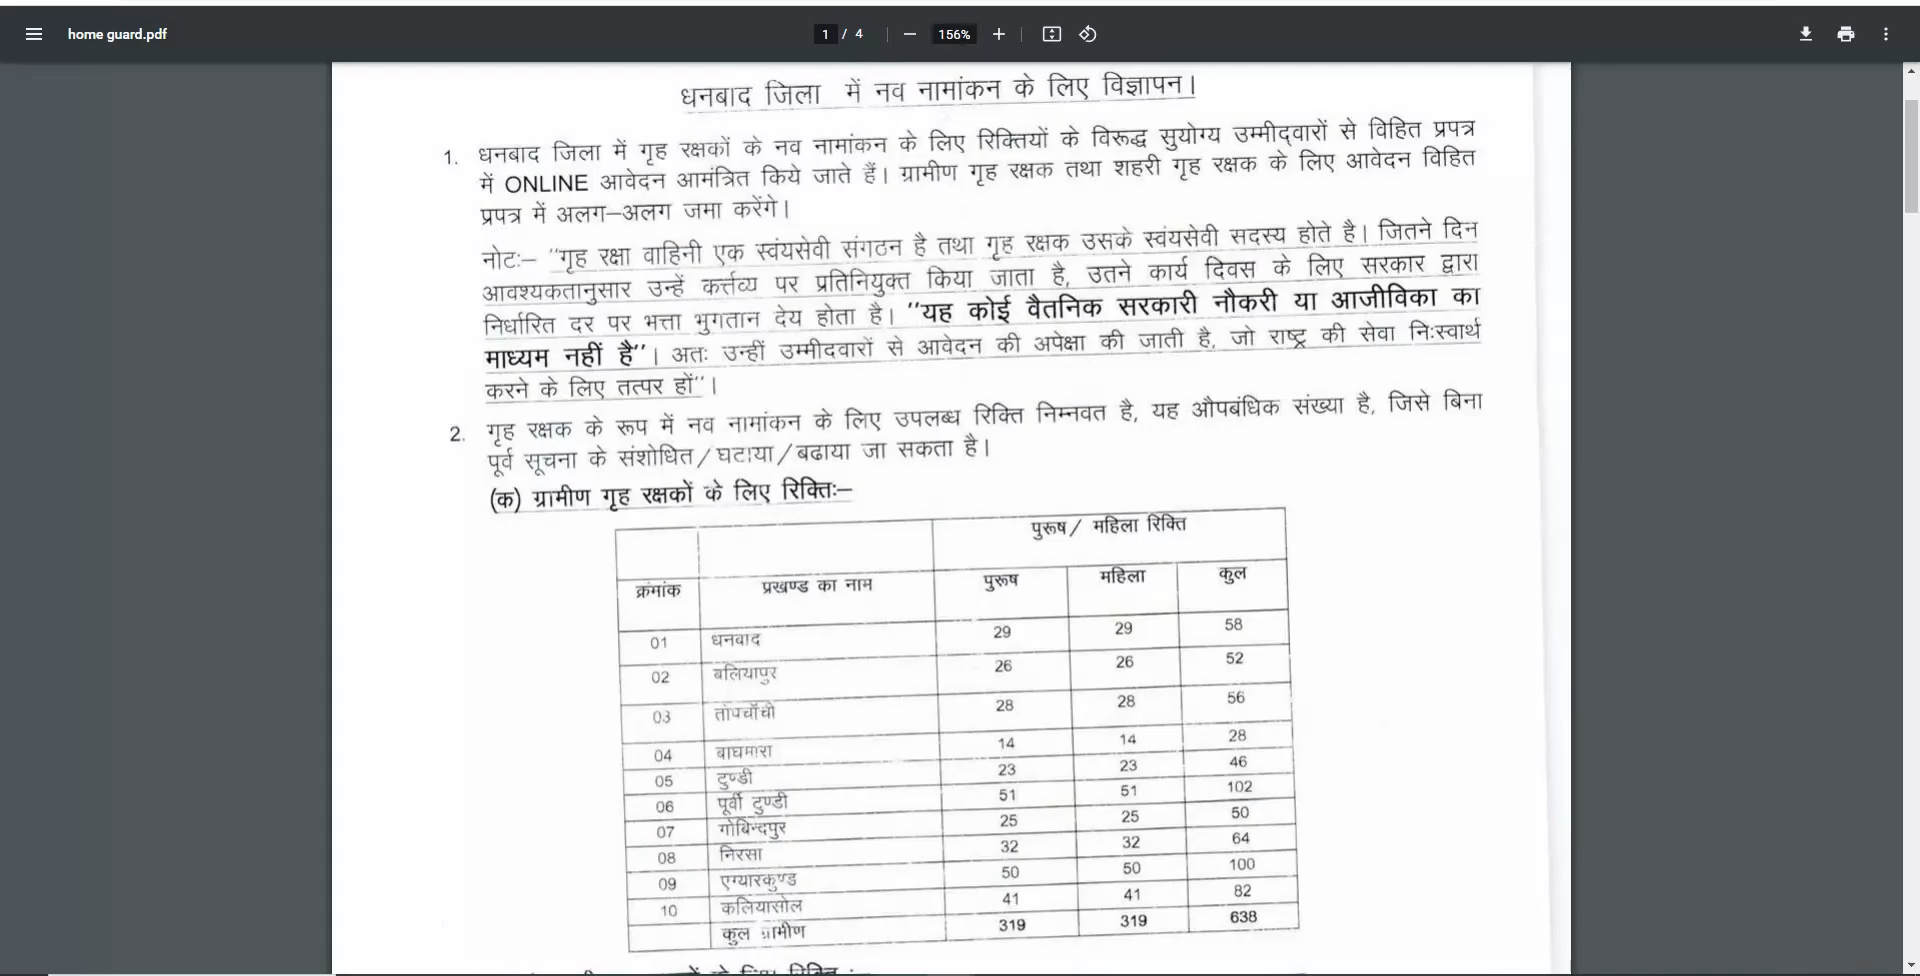 home guard.pdf
1 / 4
156%
धनबाद जिला में नव नामांकन के लिए विज्ञापन।
1. धनबाद जिला में गृह रक्षकों के नव नामांकन के लिए रिक्तियों के विरूद्ध सुयोग्य उम्मीद्वारों से विहित प्रपत्र
में ONLINE आवेदन आमंत्रित किये जाते हैं। ग्रामीण गृह रक्षक तथा शहरी गृह रक्षक के लिए आवेदन विहित
प्रपत्र में अलग–अलग जमा करेंगे।
नोटः– "गृह रक्षा वाहिनी एक स्वंयसेवी संगठन है तथा गृह रक्षक उसके स्वंयसेवी सदस्य होते है। जितने दिन
आवश्यकतानुसार उन्हें कर्त्तव्य पर प्रतिनियुक्त किया जाता है, उतने कार्य दिवस के लिए सरकार द्वारा
निर्धारित दर पर भत्ता भुगतान देय होता है। "यह कोई वैतनिक सरकारी नौकरी या आजीविका का
माध्यम नहीं है"। अतः उन्हीं उम्मीदवारों से आवेदन की अपेक्षा की जाती है, जो राष्ट्र की सेवा निःस्वार्थ
करने के लिए तत्पर हों"।
2. गृह रक्षक के रूप में नव नामांकन के लिए उपलब्ध रिक्ति निम्नवत है, यह औपबंधिक संख्या है, जिसे बिना
पूर्व सूचना के संशोधित/घटाया/बढाया जा सकता है।
(क) ग्रामीण गृह रक्षकों के लिए रिक्तिः–
पुरूष/ महिला रिक्ति
क्रंमांक प्रखण्ड का नाम पुरूष महिला कुल
01 धनबाद 29 29 58
02 बलियापुर 26 26 52
03 तोपचाँची 28 28 56
04 बाघमारा 14 14 28
05 टुण्डी 23 23 46
06 पूर्वी टुण्डी 51 51 102
07 गोबिन्दपुर 25 25 50
08 निरसा 32 32 64
09 एग्यारकुण्ड 50 50 100
10 कलियासोल 41 41 82
कुल ग्रामीण 319 319 638